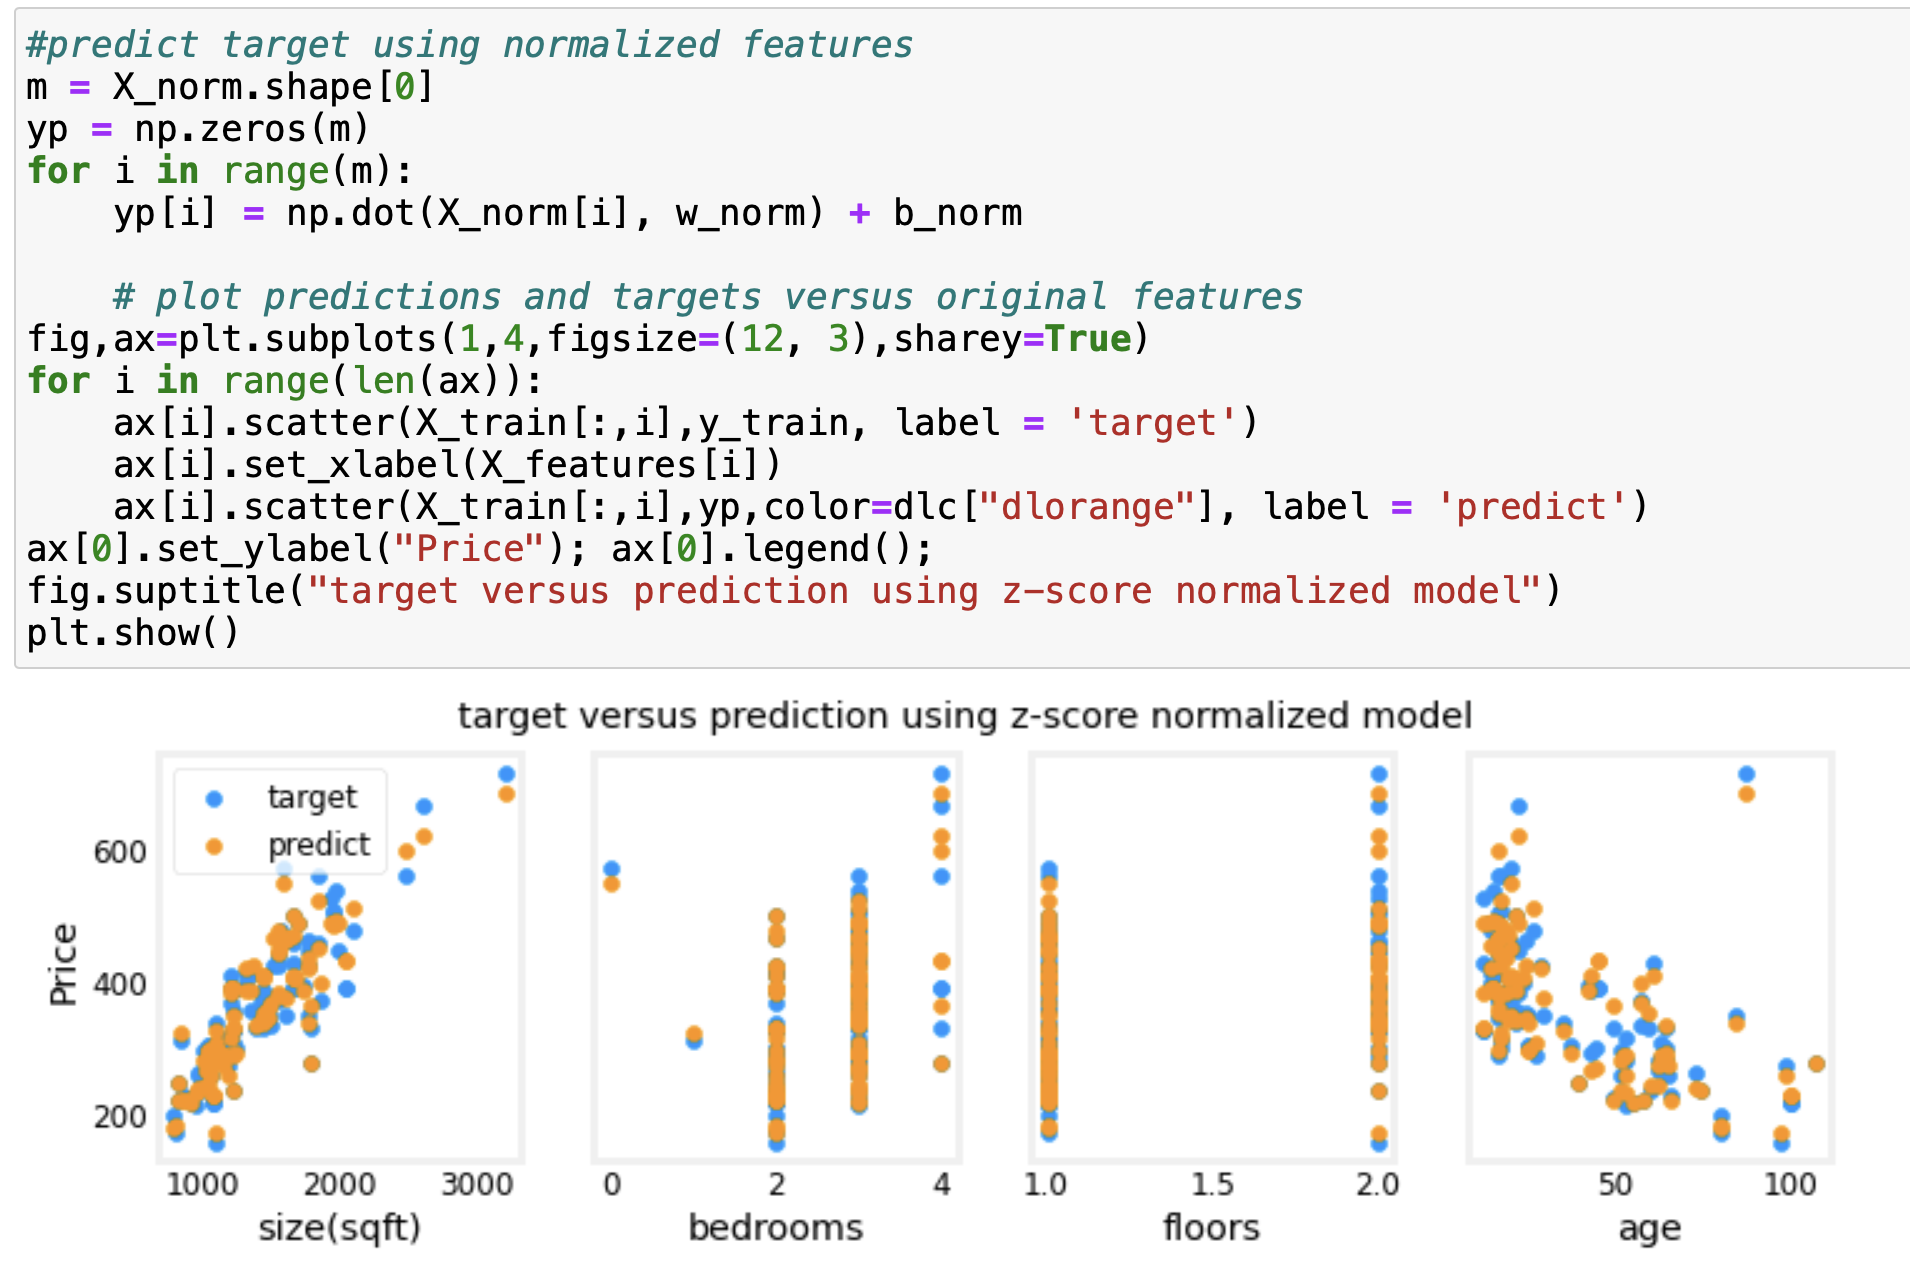 #predict target using normalized features
m = X_norm.shape[0]
yp = np.zeros(m)
for i in range(m):
    yp[i] = np.dot(X_norm[i], w_norm) + b_norm

    # plot predictions and targets versus original features
fig,ax=plt.subplots(1,4,figsize=(12, 3),sharey=True)
for i in range(len(ax)):
    ax[i].scatter(X_train[:,i],y_train, label = 'target')
    ax[i].set_xlabel(X_features[i])
    ax[i].scatter(X_train[:,i],yp,color=dlc["dlorange"], label = 'predict')
ax[0].set_ylabel("Price"); ax[0].legend();
fig.suptitle("target versus prediction using z-score normalized model")
plt.show()
target versus prediction using z-score normalized model
target
predict
600
400
200
Price
1000 2000 3000
size(sqft)
0 2 4
bedrooms
1.0 1.5 2.0
floors
50 100
age